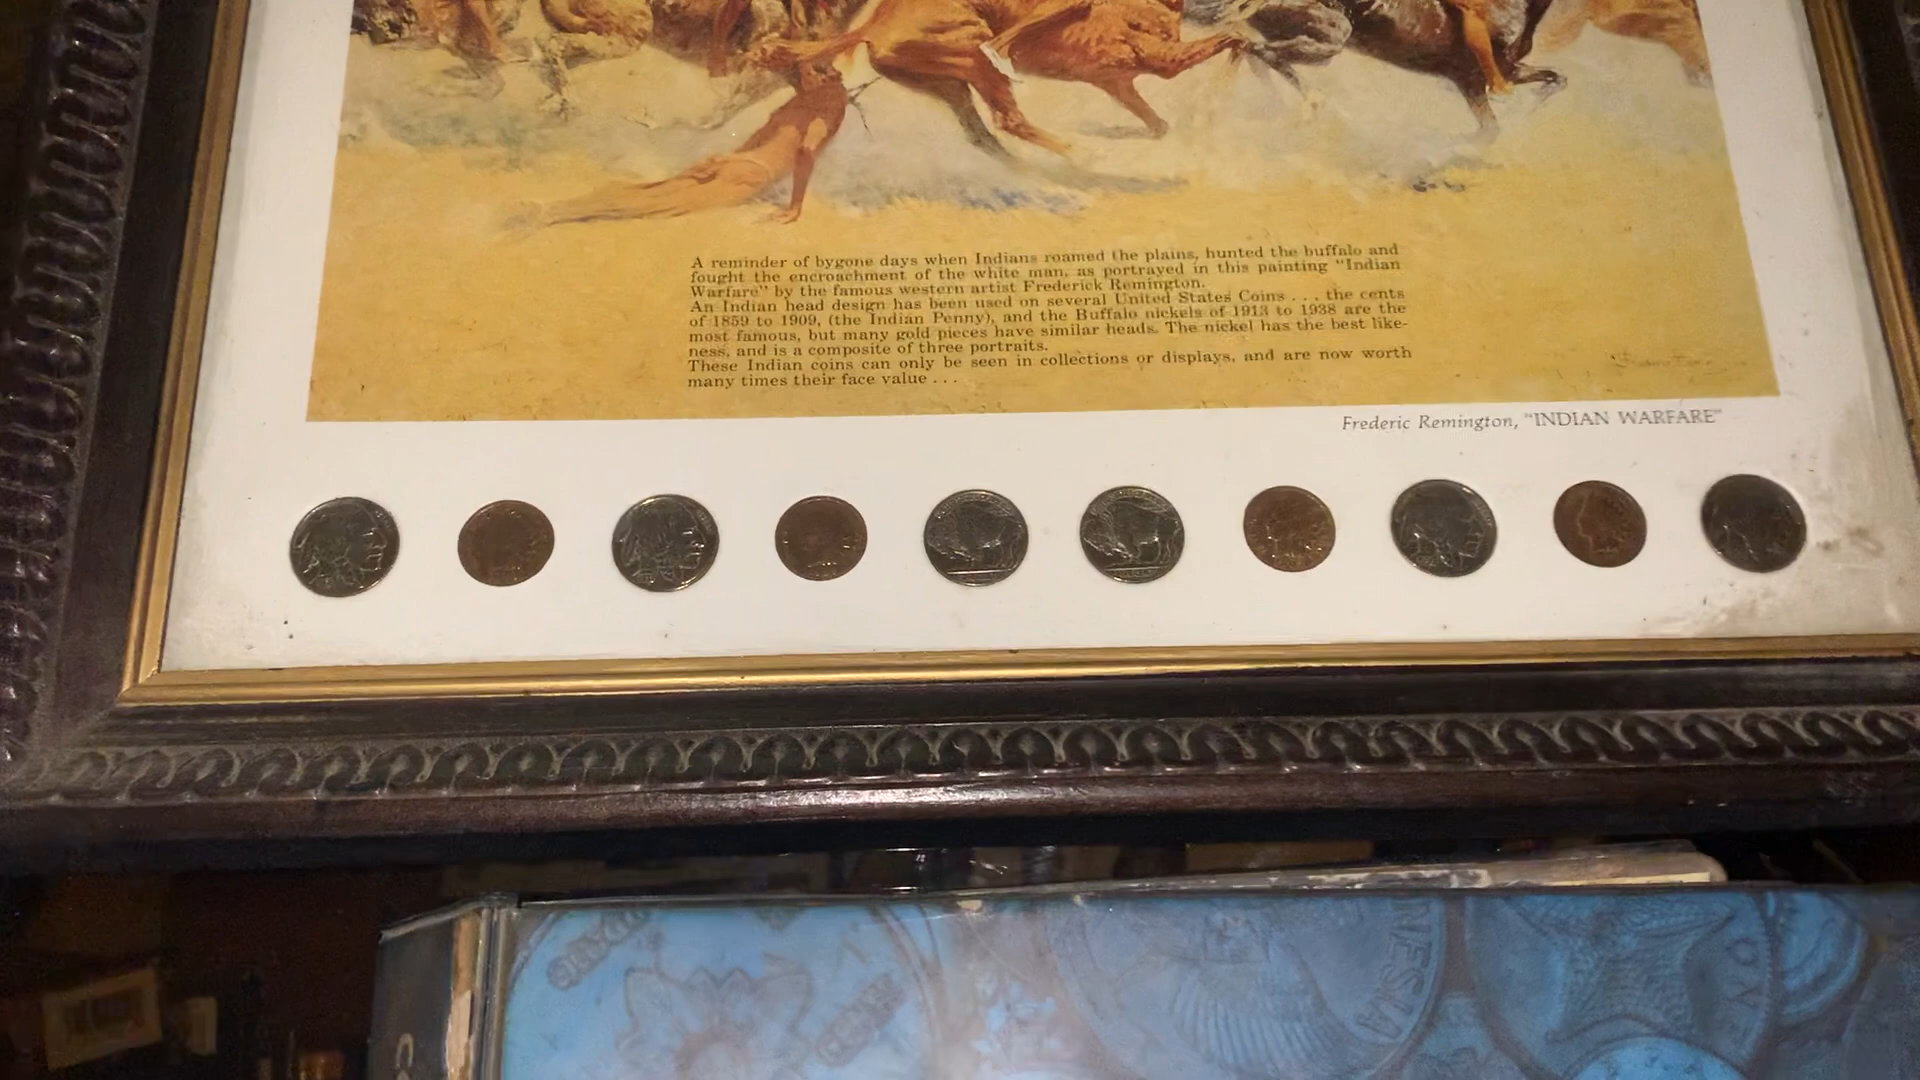 A reminder of bygone days when Indians roamed the plains, hunted the buffalo and
fought the encroachment of the white man, as portrayed in this painting "Indian
Warfare" by the famous western artist Frederick Remington.
An Indian head design has been used on several United States Coins . . . the cents
of 1859 to 1909, (the Indian Penny), and the Buffalo nickels of 1913 to 1938 are the
most famous, but many gold pieces have similar heads. The nickel has the best like-
ness, and is a composite of three portraits.
These Indian coins can only be seen in collections or displays, and are now worth
many times their face value . . .
Frederic Remington, "INDIAN WARFARE"